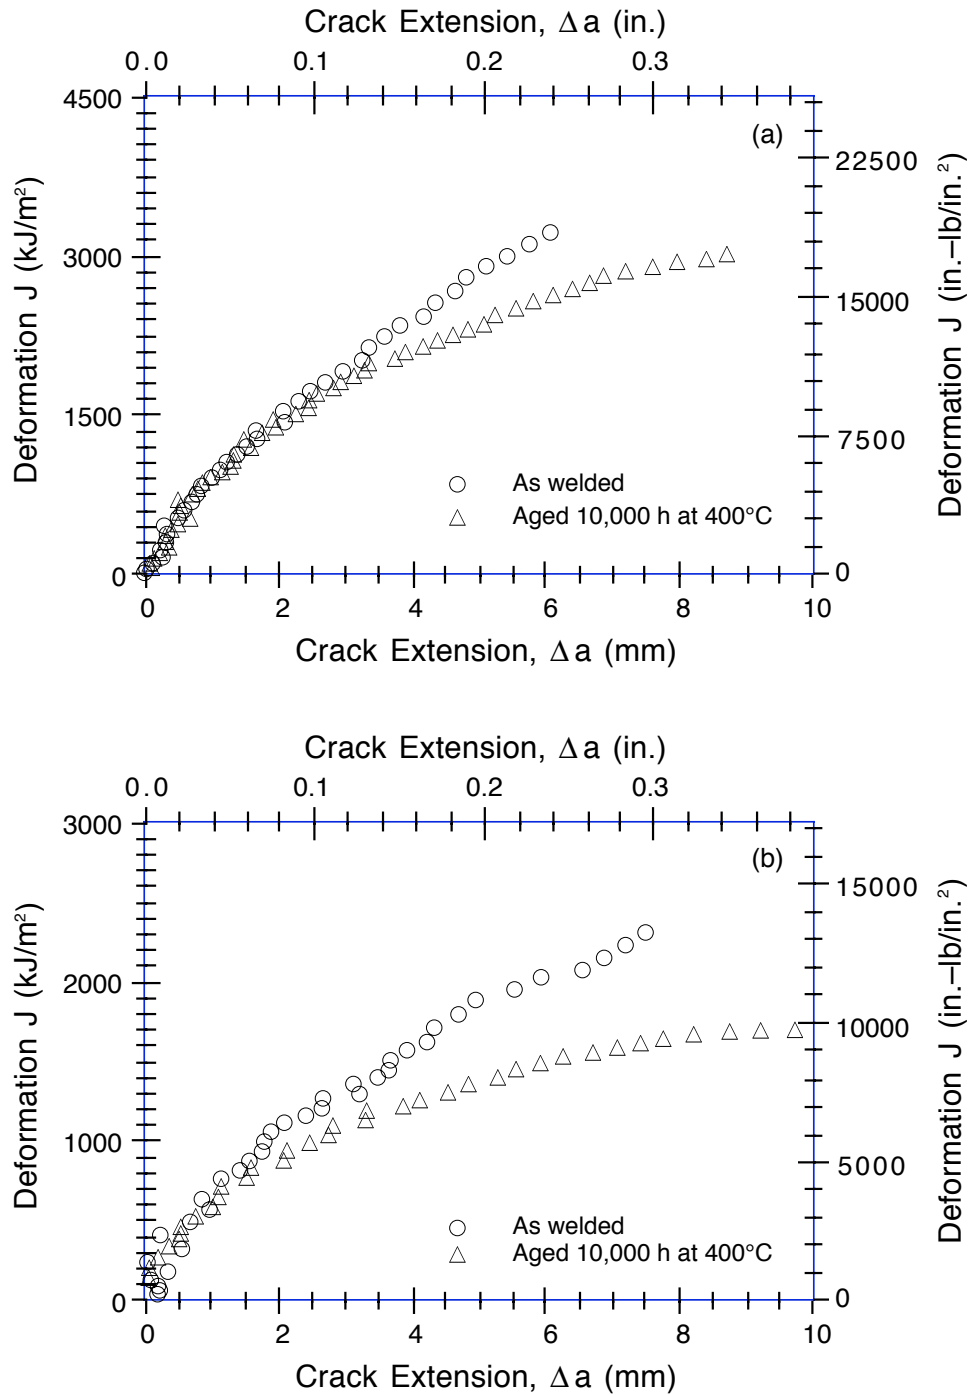 Crack Extension, Δa (in.)
0.0 0.1 0.2 0.3
4500
3000
1500
0
Deformation J (kJ/m²)
(a)
22500
15000
7500
0
Deformation J (in.–lb/in.²)
As welded
Aged 10,000 h at 400°C
0 2 4 6 8 10
Crack Extension, Δa (mm)
Crack Extension, Δa (in.)
0.0 0.1 0.2 0.3
3000
2000
1000
0
Deformation J (kJ/m²)
(b)
15000
10000
5000
0
Deformation J (in.–lb/in.²)
As welded
Aged 10,000 h at 400°C
0 2 4 6 8 10
Crack Extension, Δa (mm)